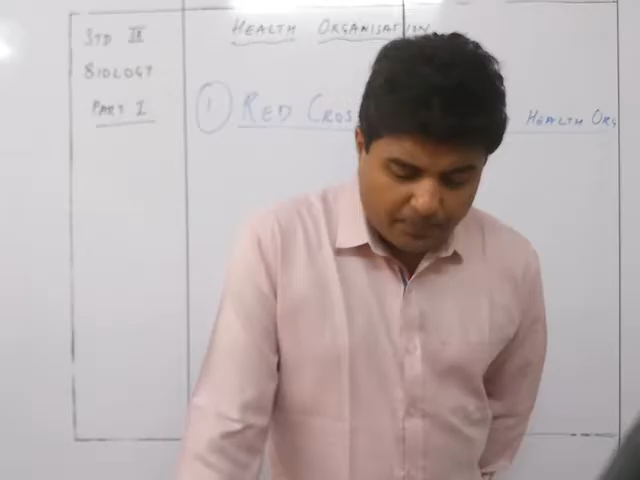 STD IX
BIOLOGY
PART I
HEALTH ORGANISATION
1 RED CROS
HEALTH ORG